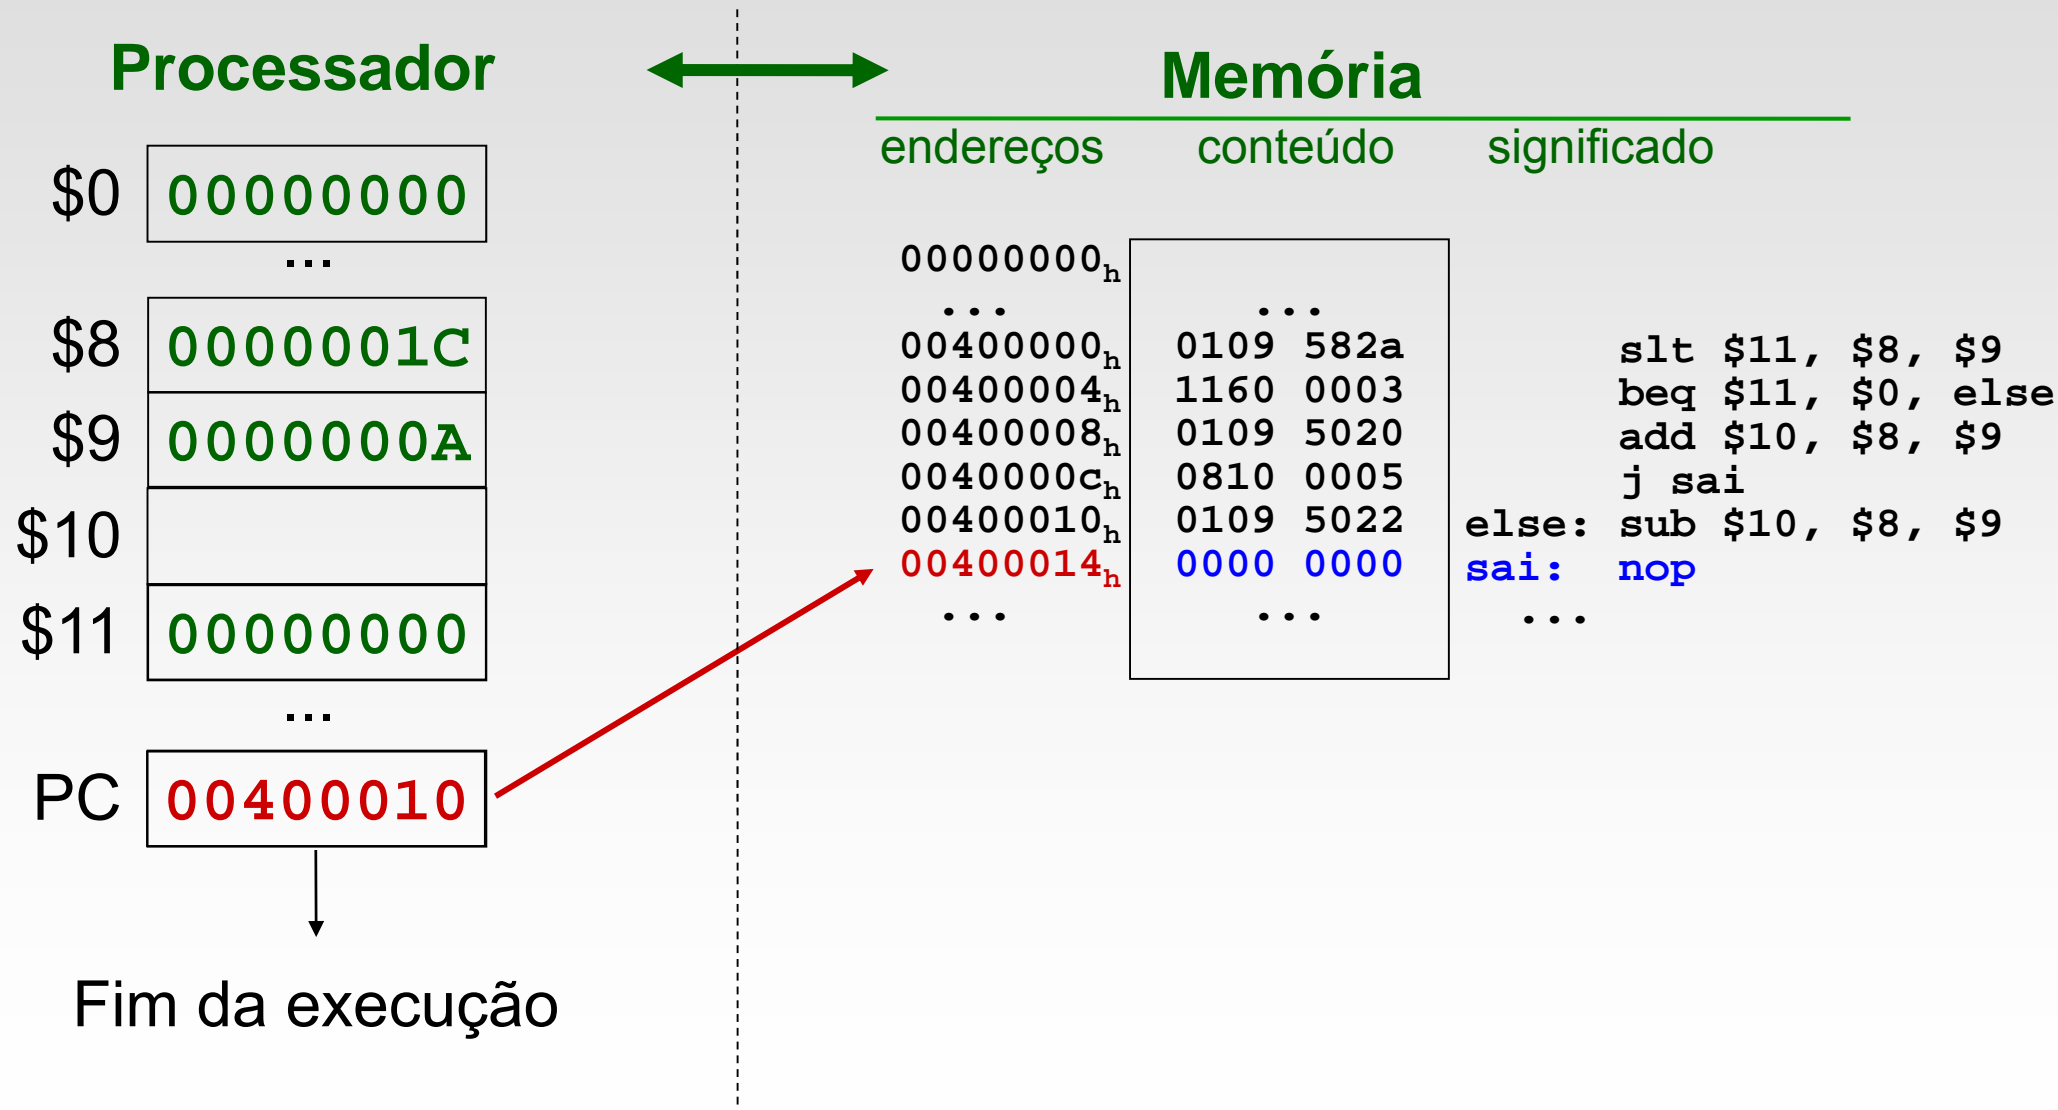 Processador
Memória
endereços conteúdo significado
$0 00000000
...
$8 0000001C
$9 0000000A
$10
$11 00000000
...
PC 00400010
Fim da execução
00000000h
... ...
00400000h 0109 582a slt $11, $8, $9
00400004h 1160 0003 beq $11, $0, else
00400008h 0109 5020 add $10, $8, $9
0040000ch 0810 0005 j sai
00400010h 0109 5022 else: sub $10, $8, $9
00400014h 0000 0000 sai: nop
... ... ...